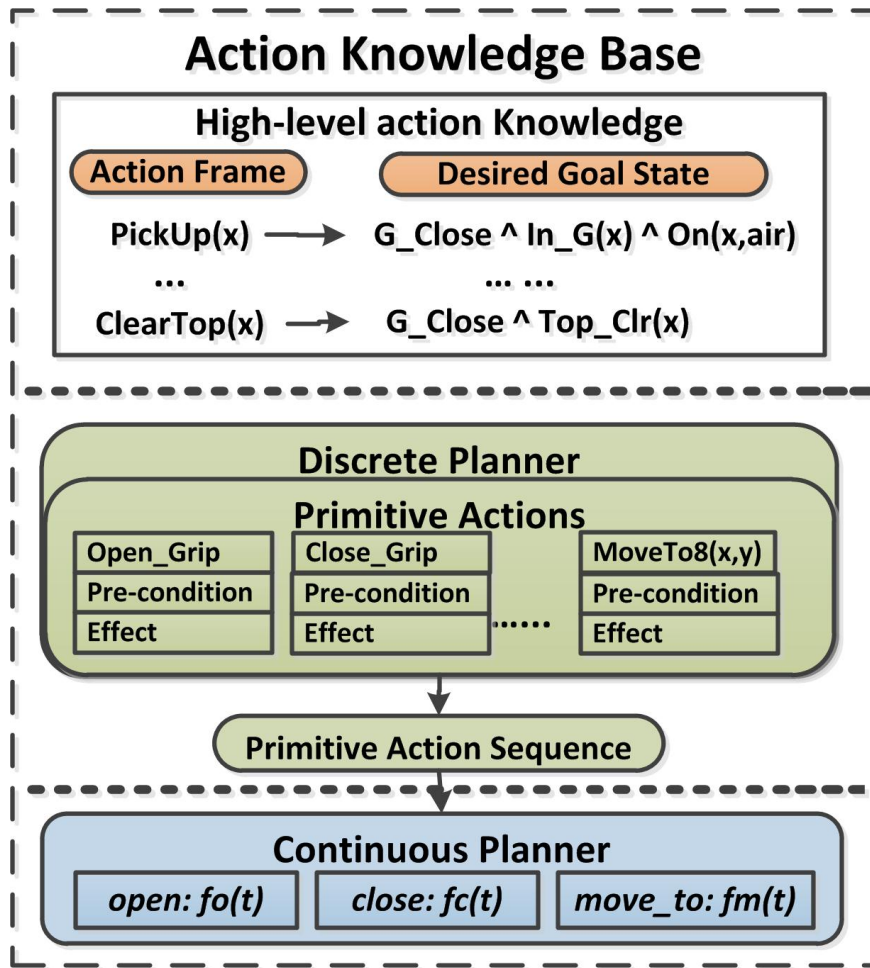 Action Knowledge Base
High-level action Knowledge
Action Frame Desired Goal State
PickUp(x) G_Close ^ In_G(x) ^ On(x,air)
... ... ...
ClearTop(x) G_Close ^ Top_Clr(x)
Discrete Planner
Primitive Actions
Open_Grip Close_Grip MoveTo8(x,y)
Pre-condition Pre-condition Pre-condition
Effect Effect ...... Effect
Primitive Action Sequence
Continuous Planner
open: fo(t) close: fc(t) move_to: fm(t)